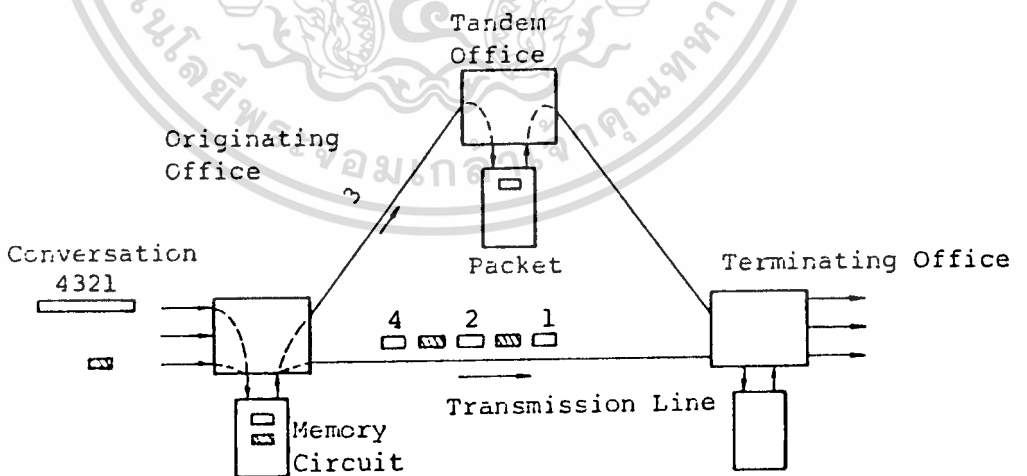 Tandem
Office
Originating
Office
3
Packet
Conversation
4321
Terminating Office
4 2 1
Transmission Line
Memory
Circuit